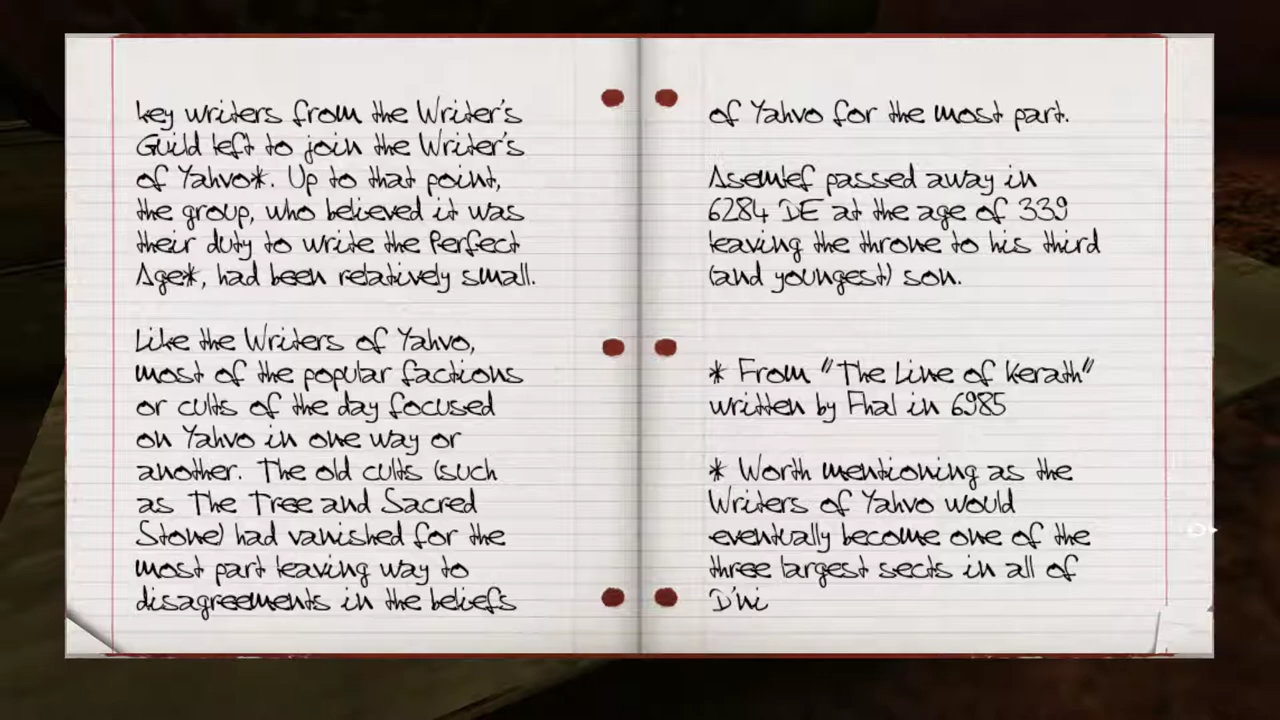 key writers from the Writer's
Guild left to join the Writer's
of Yahvo*. Up to that point,
the group, who believed it was
their duty to write the Perfect
Age*, had been relatively small.
Like the Writers of Yahvo,
most of the popular factions
or cults of the day focused
on Yahvo in one way or
another. The old cults (such
as The Tree and Sacred
Stone) had vanished for the
most part leaving way to
disagreements in the beliefs
of Yahvo for the most part.
Asemlef passed away in
6284 DE at the age of 339
leaving the throne to his third
(and youngest) son.
* From "The Line of Kerath"
written by Fhal in 6985
* Worth mentioning as the
Writers of Yahvo would
eventually become one of the
three largest sects in all of
D'ni